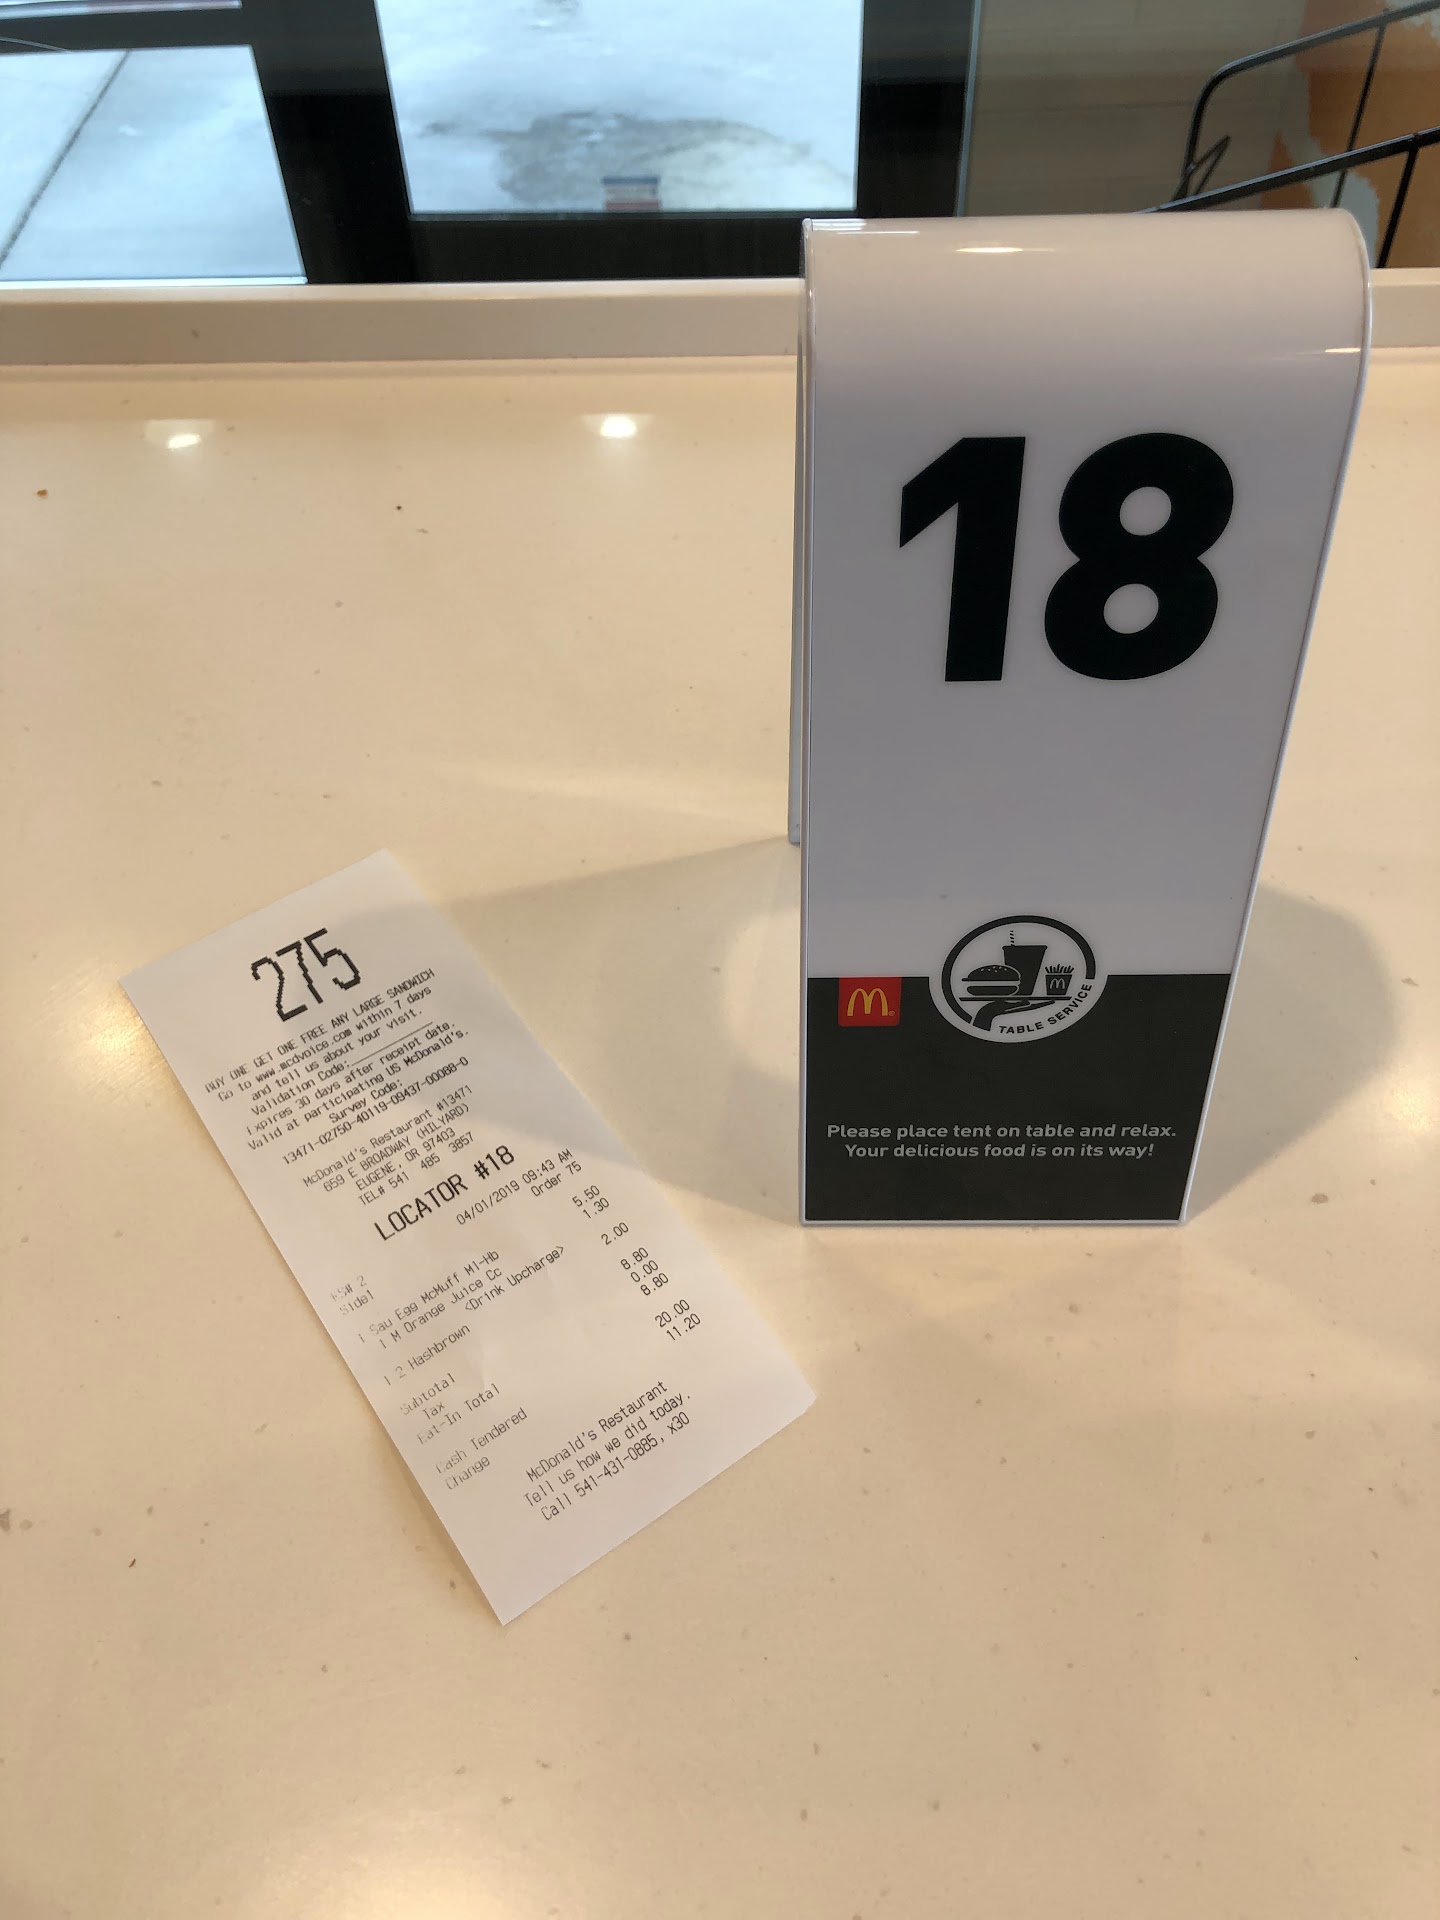 275
BUY ONE GET ONE FREE ANY LARGE SANDWICH
Go to www.mcdvoice.com within 7 days
and tell us about your visit.
Validation Code:____________
Expires 30 days after receipt date.
Valid at participating US McDonald's.
Survey Code:
13471-02750-40119-09437-00088-0
McDonald's Restaurant #13471
659 E BROADWAY (HILYARD)
EUGENE, OR 97403
TEL# 541 485 3857
LOCATOR #18
KS# 2 04/01/2019 09:43 AM
Side1 Order 75
1 Sau Egg McMuff Ml-Hb 5.50
1 M Orange Juice Cc
<Drink Upcharge> 1.30
1 2 Hashbrown 2.00
Subtotal 8.80
Tax 0.00
Eat-In Total 8.80
Cash Tendered 20.00
Change 11.20
McDonald's Restaurant
Tell us how we did today.
Call 541-431-0885, x30
18
M
TABLE SERVICE
Please place tent on table and relax.
Your delicious food is on its way!